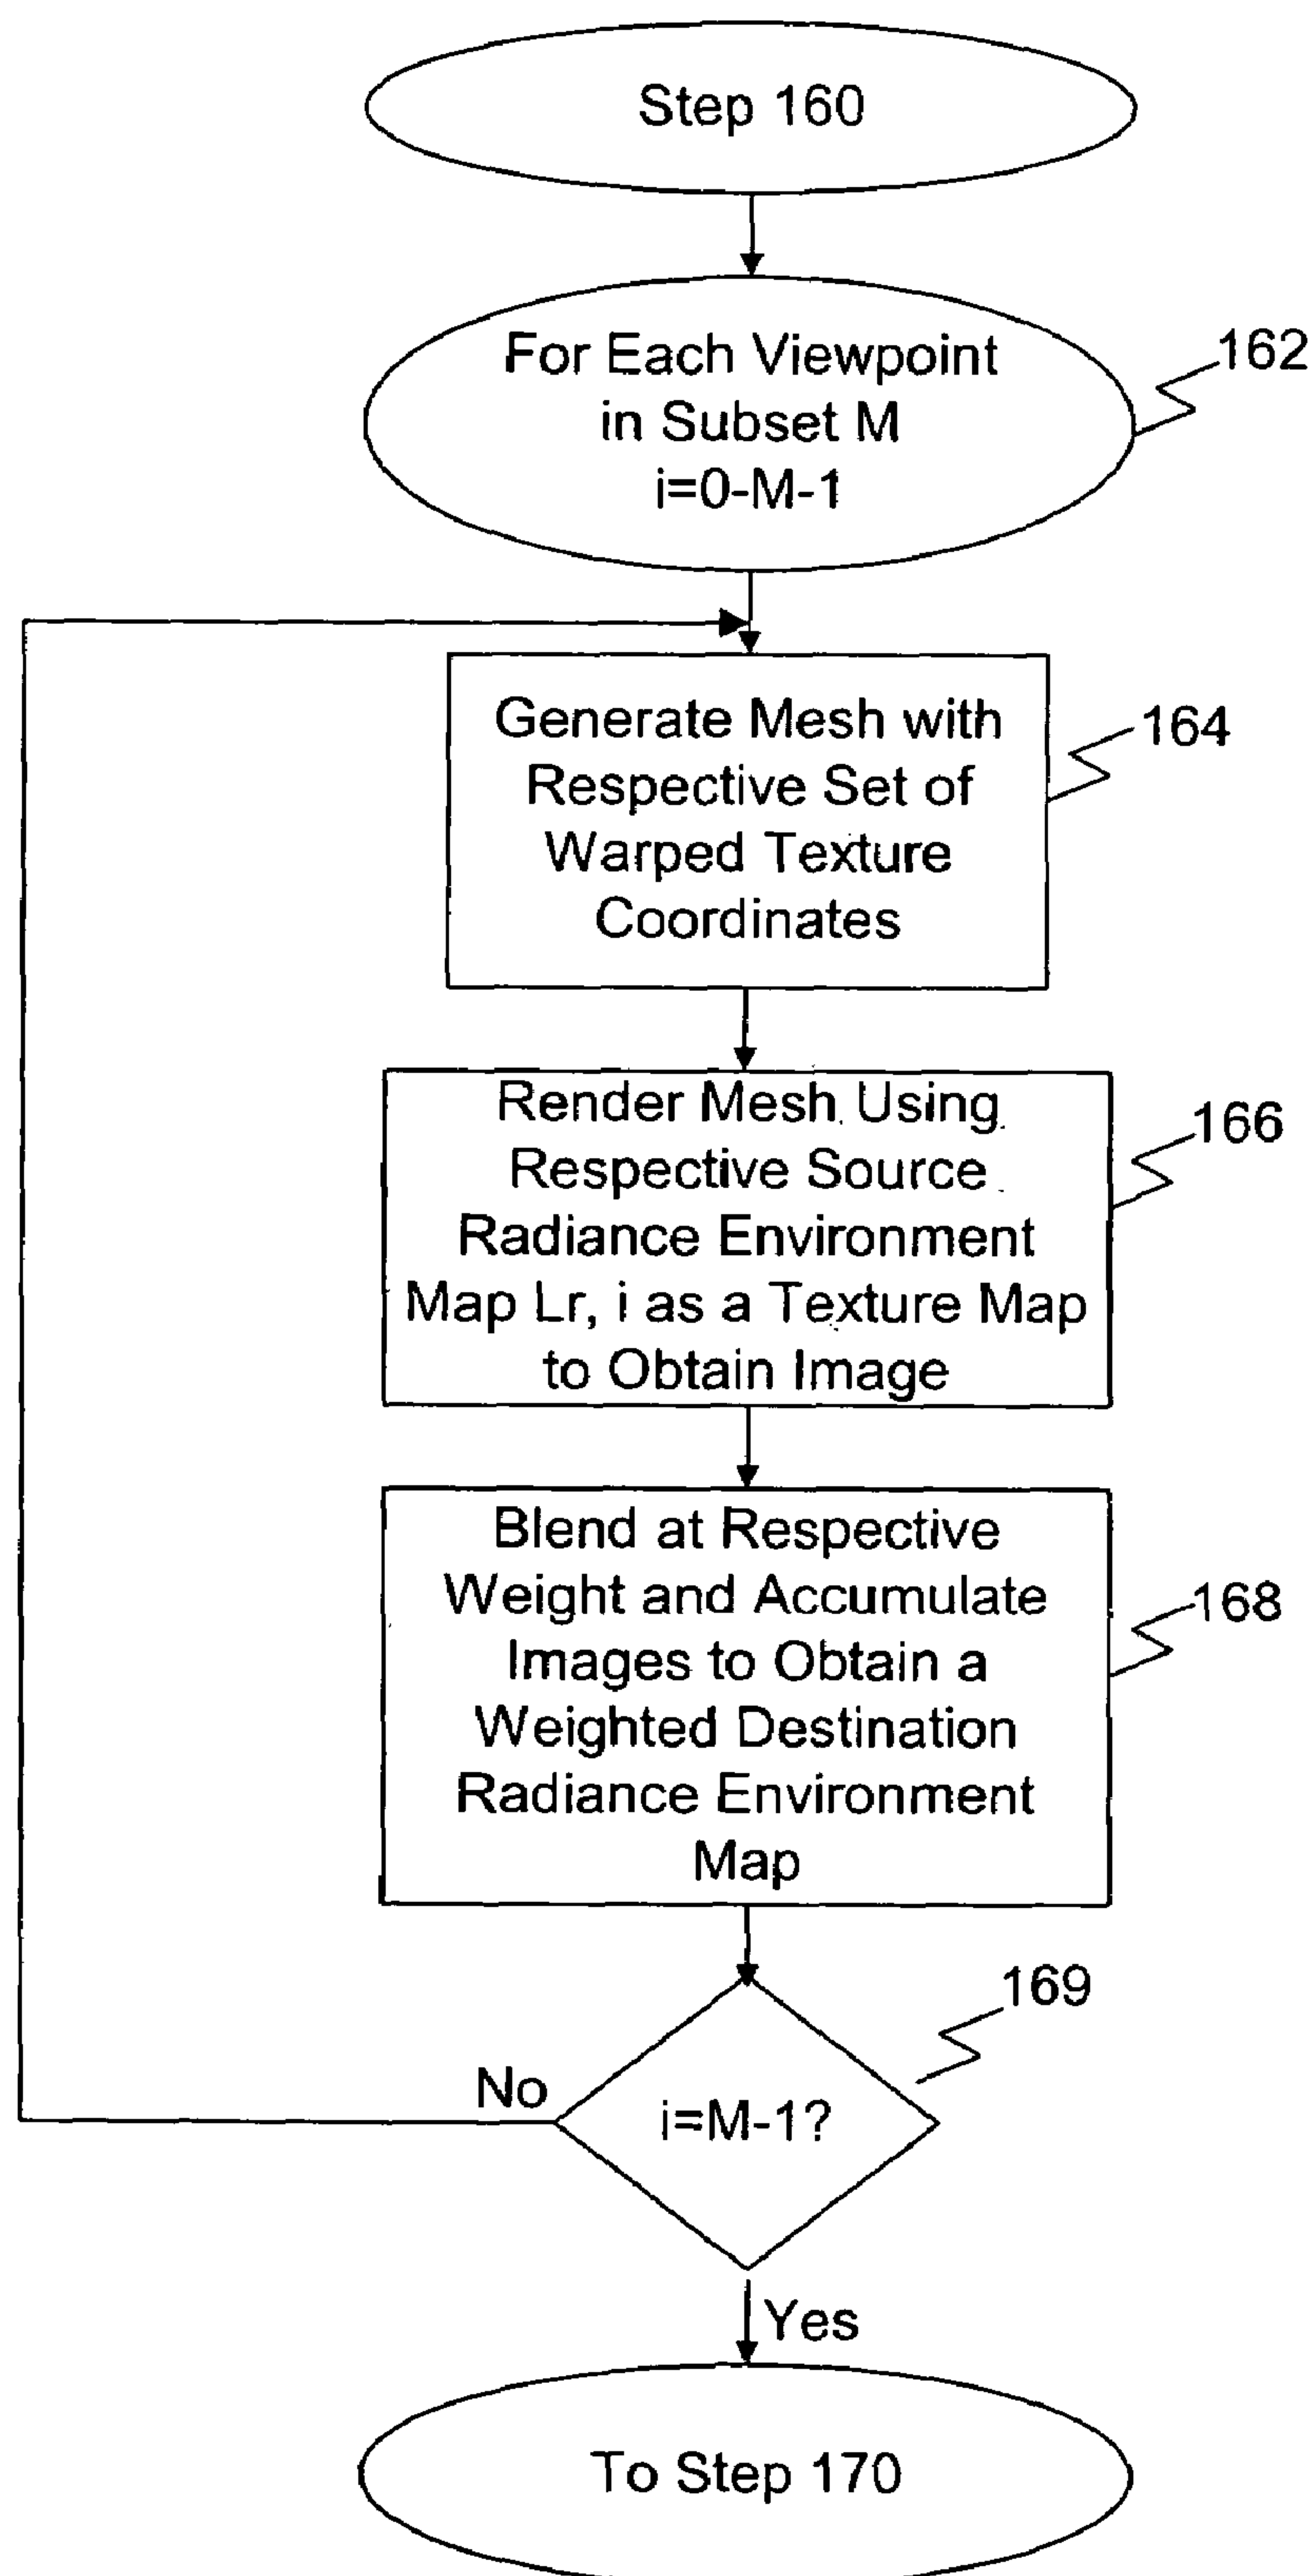 Step 160
For Each Viewpoint
in Subset M
i=0-M-1
162
Generate Mesh with
Respective Set of
Warped Texture
Coordinates
164
Render Mesh Using
Respective Source
Radiance Environment
Map Lr, i as a Texture Map
to Obtain Image
166
Blend at Respective
Weight and Accumulate
Images to Obtain a
Weighted Destination
Radiance Environment
Map
168
169
No
i=M-1?
Yes
To Step 170